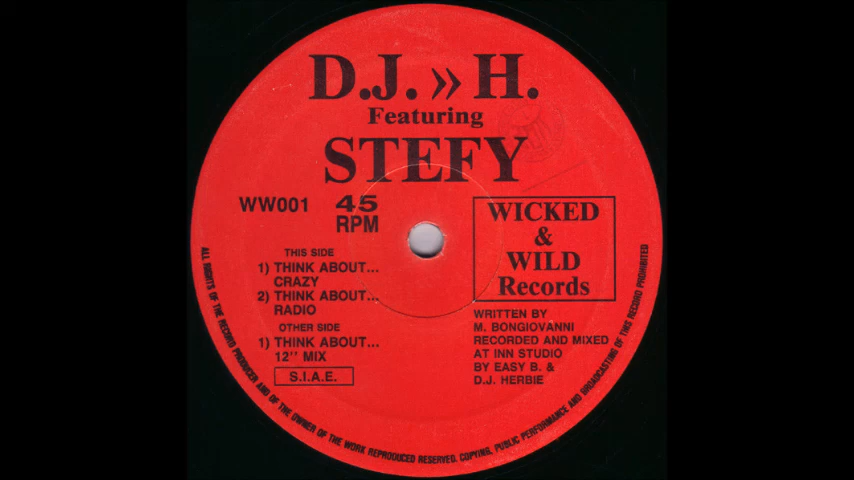 D.J. » H.
Featuring
STEFY
WW001
45
RPM
WICKED
&
WILD
Records
THIS SIDE
1) THINK ABOUT...
CRAZY
2) THINK ABOUT...
RADIO
OTHER SIDE
1) THINK ABOUT...
12" MIX
S.I.A.E.
WRITTEN BY
M. BONGIOVANNI
RECORDED AND MIXED
AT INN STUDIO
BY EASY B. &
D.J. HERBIE
ALL RIGHTS OF THE RECORD PRODUCER AND OF THE OWNER OF THE WORK REPRODUCED RESERVED. COPYING, PUBLIC PERFORMANCE AND BROADCASTING OF THIS RECORD PROHIBITED